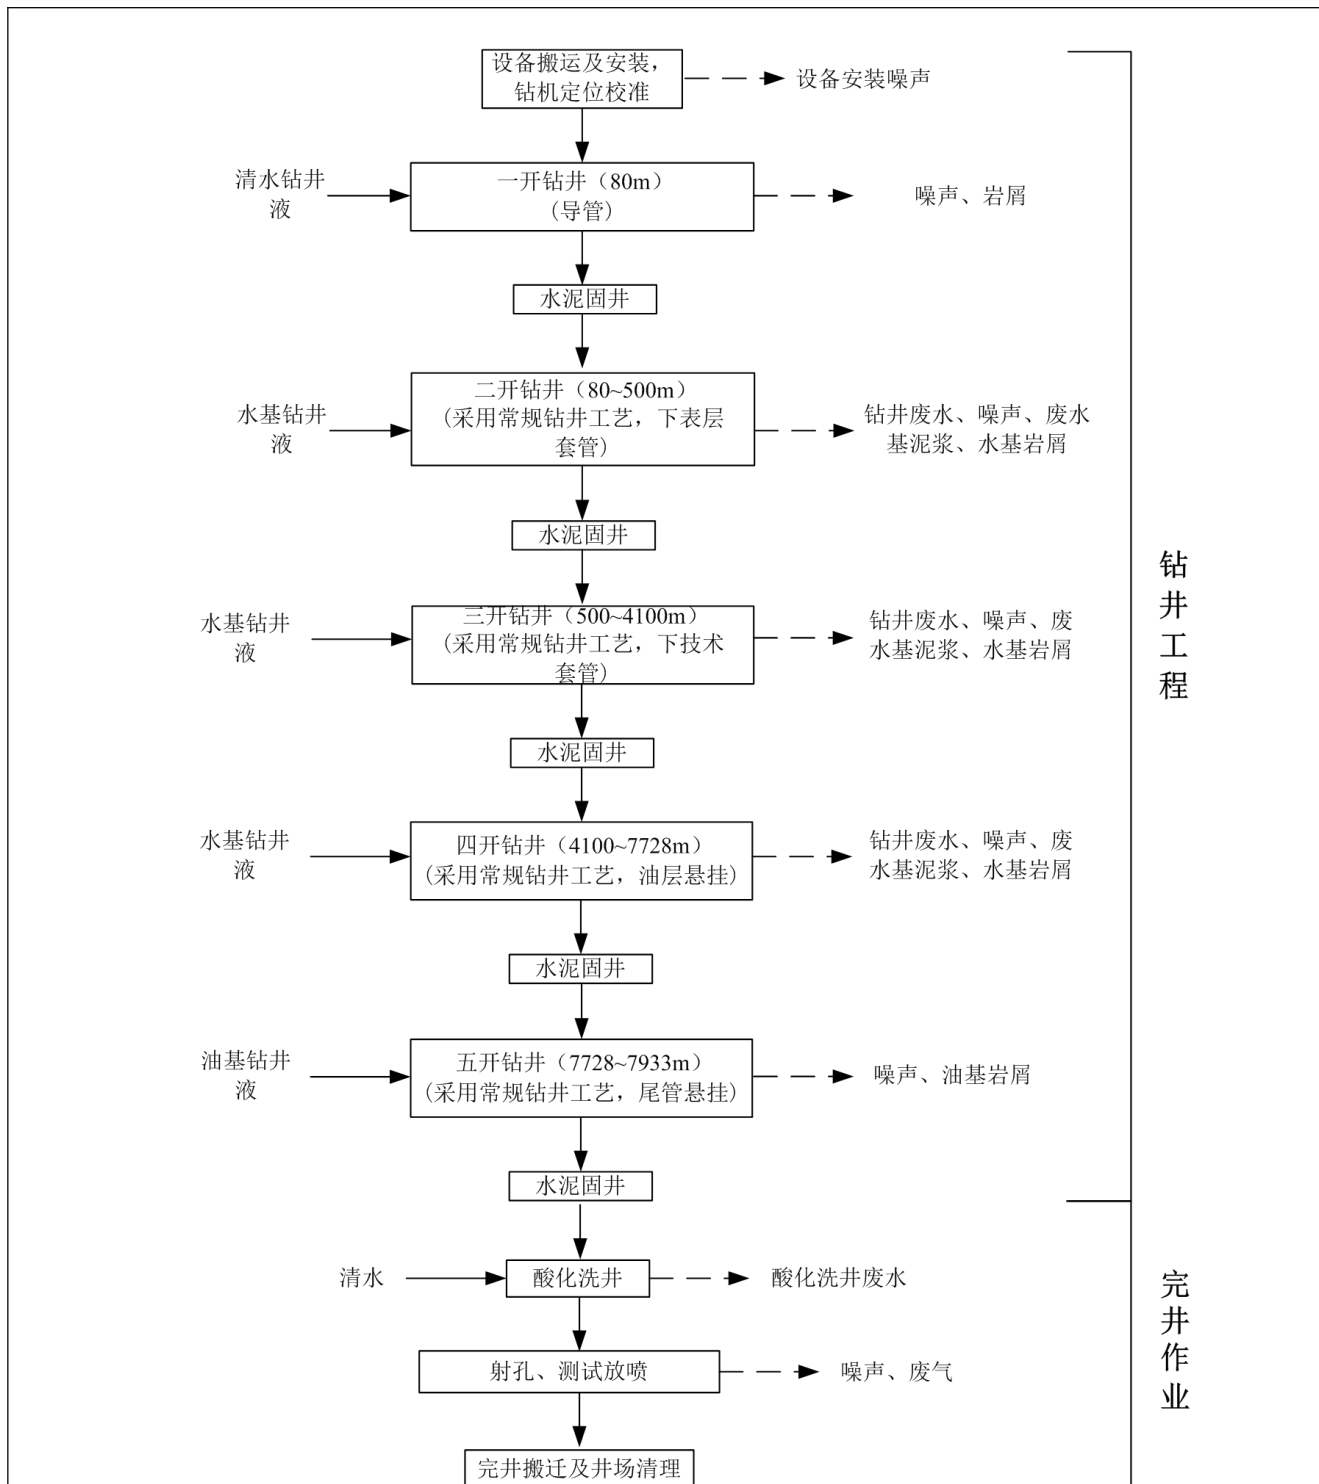 设备搬运及安装，
钻机定位校准
设备安装噪声
清水钻井
液
一开钻井（80m）
(导管)
噪声、岩屑
水泥固井
水基钻井
液
二开钻井（80~500m）
(采用常规钻井工艺，下表层
套管)
钻井废水、噪声、废水
基泥浆、水基岩屑
水泥固井
水基钻井
液
三开钻井（500~4100m）
(采用常规钻井工艺，下技术
套管)
钻井废水、噪声、废
水基泥浆、水基岩屑
水泥固井
水基钻井
液
四开钻井（4100~7728m）
(采用常规钻井工艺，油层悬挂)
钻井废水、噪声、废
水基泥浆、水基岩屑
水泥固井
油基钻井
液
五开钻井（7728~7933m）
(采用常规钻井工艺，尾管悬挂)
噪声、油基岩屑
水泥固井
钻井工程
清水
酸化洗井
酸化洗井废水
射孔、测试放喷
噪声、废气
完井搬迁及井场清理
完井作业